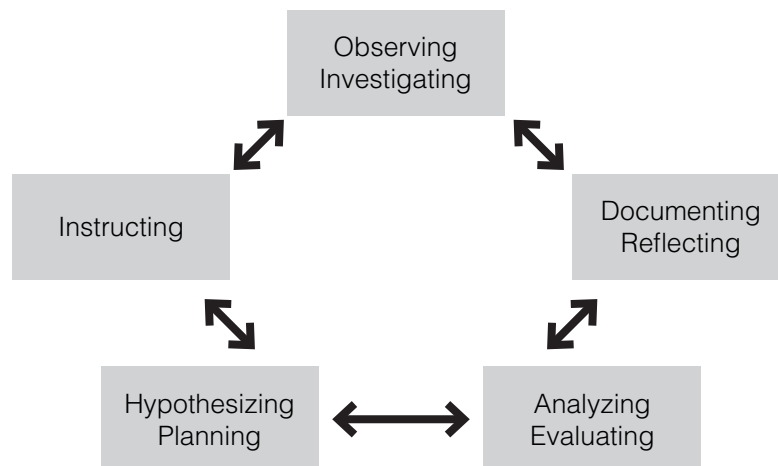 Observing
Investigating
Instructing
Documenting
Reflecting
Hypothesizing
Planning
Analyzing
Evaluating